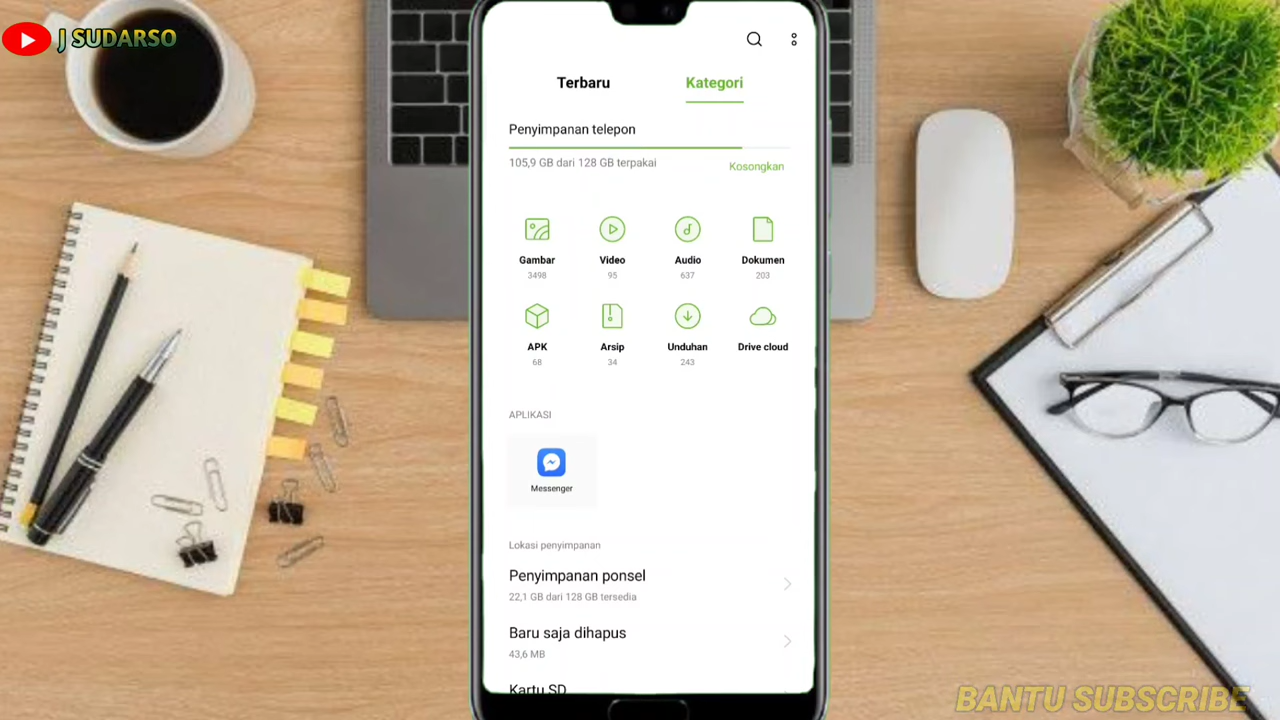 J SUDARSO
Terbaru
Kategori
Penyimpanan telepon
105,9 GB dari 128 GB terpakai
Kosongkan
Gambar
Video
Audio
Dokumen
3498
95
637
203
APK
Arsip
Unduhan
Drive cloud
68
34
243
APLIKASI
Messenger
Lokasi penyimpanan
Penyimpanan ponsel
22,1 GB dari 128 GB tersedia
Baru saja dihapus
43,6 MB
Kartu SD
BANTU SUBSCRIBE